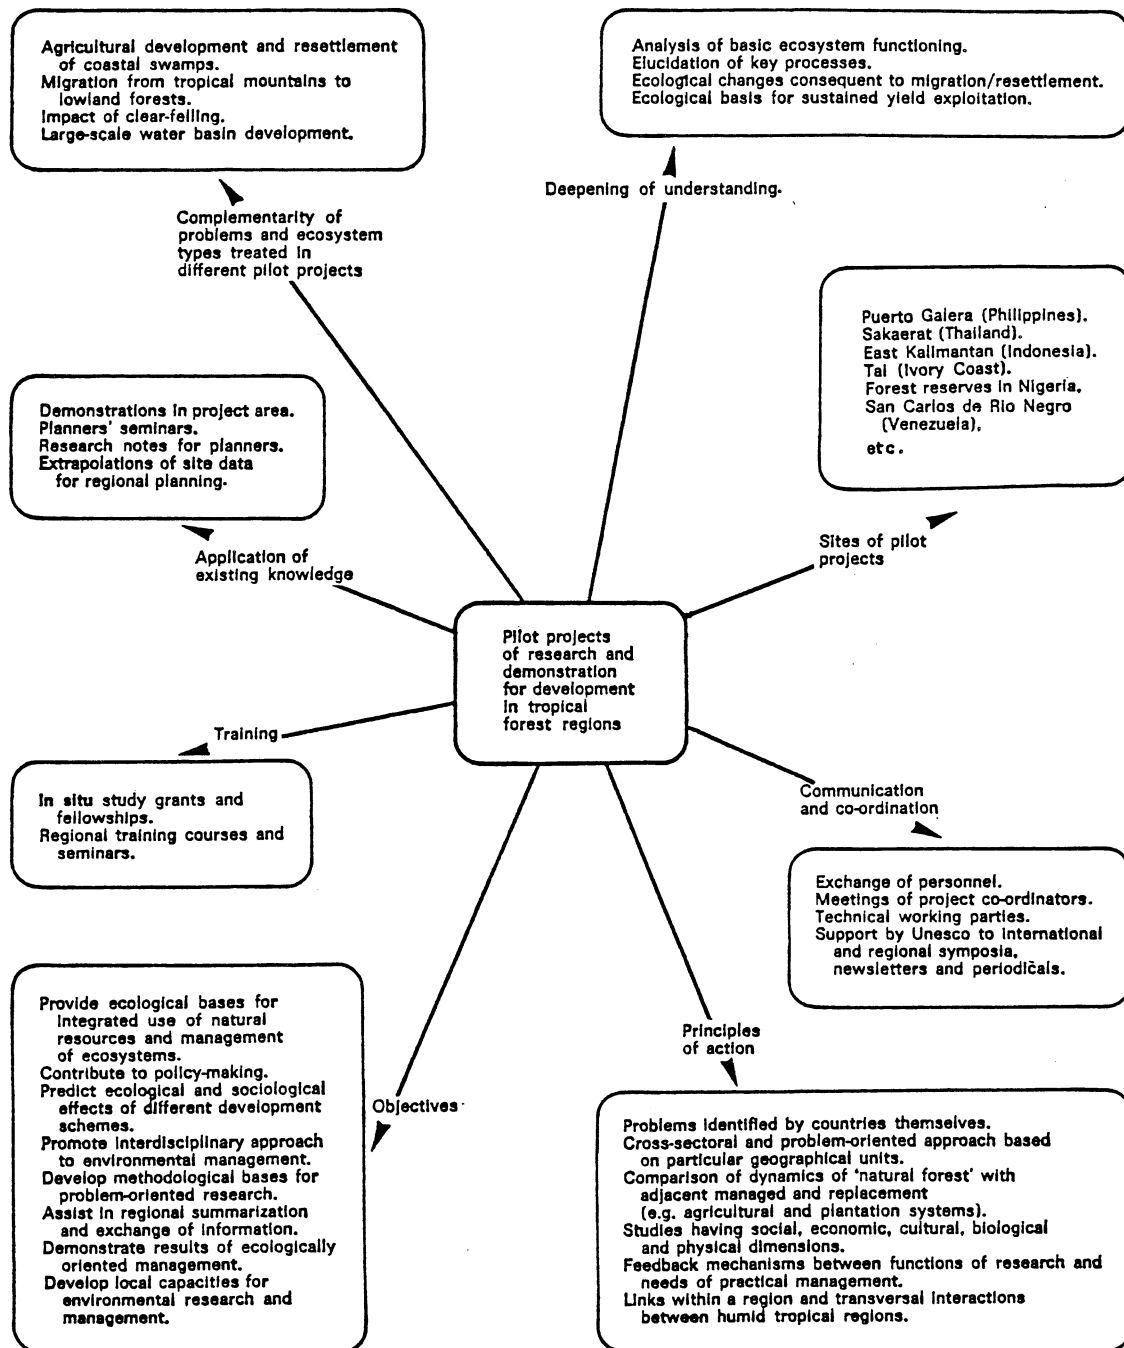 Agricultural development and resettlement
of coastal swamps.
Migration from tropical mountains to
lowland forests.
Impact of clear-felling.
Large-scale water basin development.
Analysis of basic ecosystem functioning.
Elucidation of key processes.
Ecological changes consequent to migration/resettlement.
Ecological basis for sustained yield exploitation.
Complementarity of
problems and ecosystem
types treated in
different pilot projects
Deepening of understanding.
Puerto Galera (Philippines).
Sakaerat (Thailand).
East Kalimantan (Indonesia).
Tai (Ivory Coast).
Forest reserves in Nigeria.
San Carlos de Rio Negro
(Venezuela),
etc.
Demonstrations in project area.
Planners' seminars.
Research notes for planners.
Extrapolations of site data
for regional planning.
Application of
existing knowledge
Sites of pilot
projects
Pilot projects
of research and
demonstration
for development
in tropical
forest regions
Training
In situ study grants and
fellowships.
Regional training courses and
seminars.
Communication
and co-ordination
Exchange of personnel.
Meetings of project co-ordinators.
Technical working parties.
Support by Unesco to international
and regional symposia,
newsletters and periodicals.
Provide ecological bases for
integrated use of natural
resources and management
of ecosystems.
Contribute to policy-making.
Predict ecological and sociological
effects of different development
schemes.
Promote interdisciplinary approach
to environmental management.
Develop methodological bases for
problem-oriented research.
Assist in regional summarization
and exchange of information.
Demonstrate results of ecologically
oriented management.
Develop local capacities for
environmental research and
management.
Objectives
Principles
of action
Problems identified by countries themselves.
Cross-sectoral and problem-oriented approach based
on particular geographical units.
Comparison of dynamics of 'natural forest' with
adjacent managed and replacement
(e.g. agricultural and plantation systems).
Studies having social, economic, cultural, biological
and physical dimensions.
Feedback mechanisms between functions of research and
needs of practical management.
Links within a region and transversal interactions
between humid tropical regions.